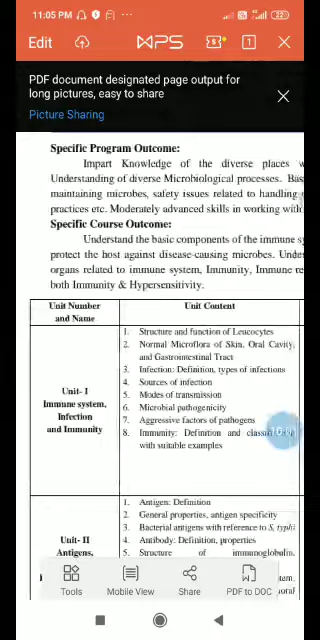 11:05 PM
Edit
WPS
1
PDF document designated page output for
long pictures, easy to share
Picture Sharing
Specific Program Outcome:
Impart Knowledge of the diverse places
Understanding of diverse Microbiological processes.
maintaining microbes, safety issues related to handling
practices etc. Moderately advanced skills in working with
Specific Course Outcome:
Understand the basic components of the immune
protect the host against disease-causing microbes.
organs related to immune system, Immunity, Immune
both Immunity & Hypersensitivity.
Unit Number
and Name
Unit Content
Unit- I
Immune system,
Infection
and Immunity
1. Structure and function of Leucocytes
2. Normal Microflora of Skin, Oral Cavity,
and Gastrointestinal Tract
3. Infection: Definition, types of infections
4. Sources of infection
5. Modes of transmission
6. Microbial pathogenicity
7. Aggressive factors of pathogens
8. Immunity: Definition and
with suitable examples
Unit- II
Antigens,
1. Antigen: Definition
2. General properties, antigen specificity
3. Bacterial antigens with reference to S. typhi
4. Antibody: Definition, properties
5. Structure of immunoglobulin,
Tools
Mobile View
Share
PDF to DOC